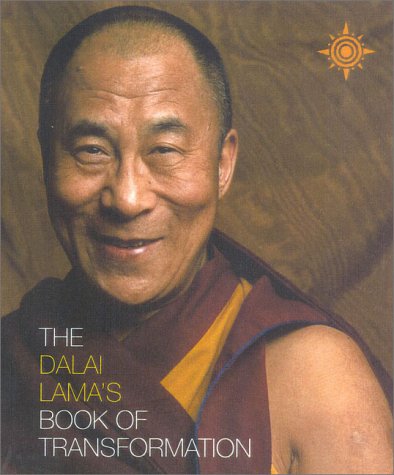 THE
DALAI
LAMA'S
BOOK OF
TRANSFORMATION